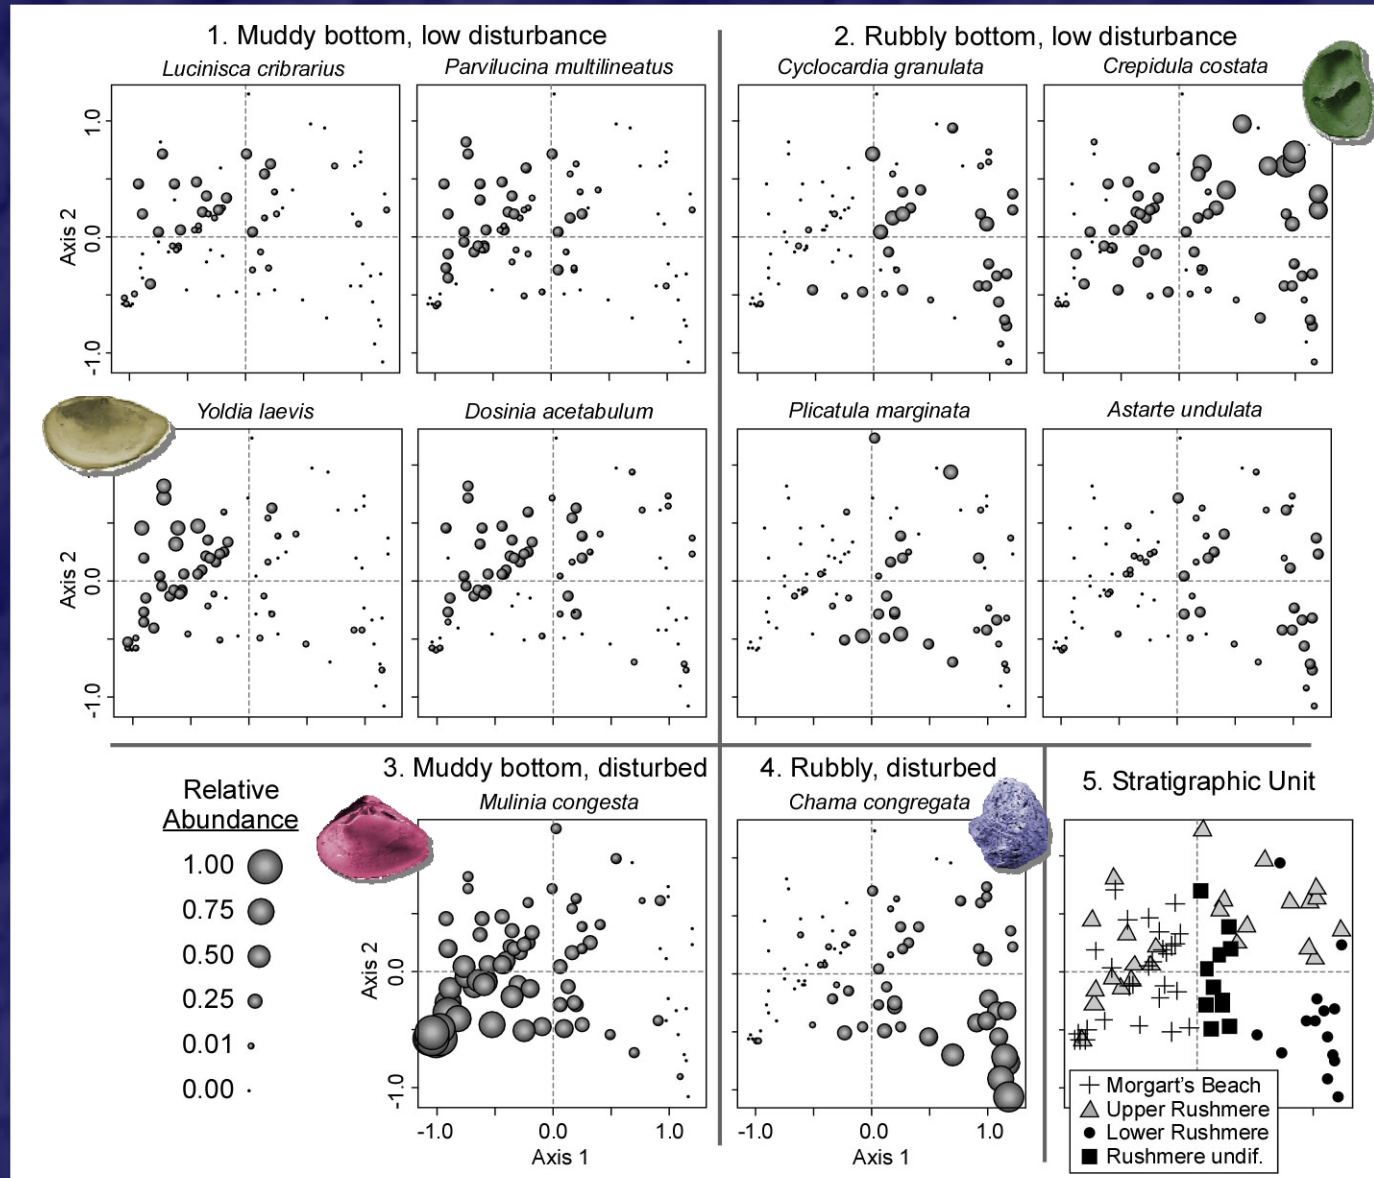 1. Muddy bottom, low disturbance
2. Rubbly bottom, low disturbance
Lucinisca cribrarius
Parvilucina multilineatus
Cyclocardia granulata
Crepidula costata
1.0
Axis 2
0.0
-1.0
Yoldia laevis
Dosinia acetabulum
Plicatula marginata
Astarte undulata
Axis 2
0.0
-1.0
3. Muddy bottom, disturbed
Mulinia congesta
4. Rubbly, disturbed
Chama congregata
5. Stratigraphic Unit
Relative
Abundance
1.00
0.75
0.50
0.25
0.01
0.00
Axis 2
0.0
-1.0
-1.0 0.0 1.0
Axis 1
-1.0 0.0 1.0
Axis 1
Morgart's Beach
Upper Rushmere
Lower Rushmere
Rushmere undif.